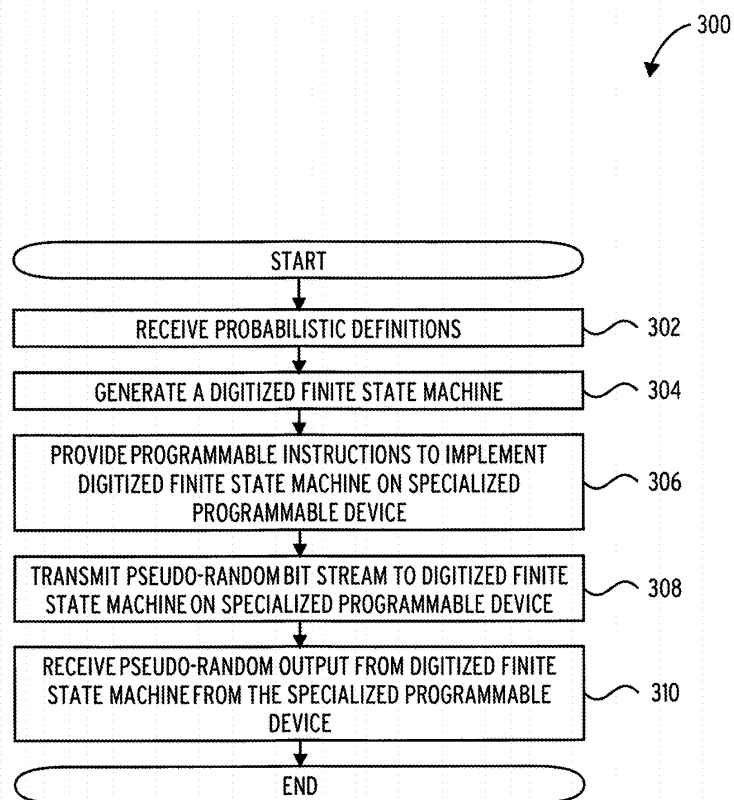 300
START
RECEIVE PROBABILISTIC DEFINITIONS
302
GENERATE A DIGITIZED FINITE STATE MACHINE
304
PROVIDE PROGRAMMABLE INSTRUCTIONS TO IMPLEMENT
DIGITIZED FINITE STATE MACHINE ON SPECIALIZED
PROGRAMMABLE DEVICE
306
TRANSMIT PSEUDO-RANDOM BIT STREAM TO DIGITIZED FINITE
STATE MACHINE ON SPECIALIZED PROGRAMMABLE DEVICE
308
RECEIVE PSEUDO-RANDOM OUTPUT FROM DIGITIZED FINITE
STATE MACHINE FROM THE SPECIALIZED PROGRAMMABLE
DEVICE
310
END